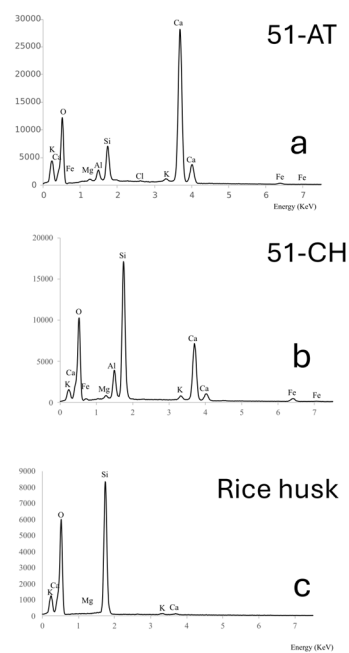 30000
51-AT
Ca
25000
20000
15000
O
a
10000
Si
K
5000
Ca
Al
Ca
Fe
Mg
Cl
K
Fe
Fe
0
0
1
2
3
4
5
6
7
Energy (KeV)
20000
51-CH
Si
15000
O
10000
Ca
b
5000
Al
Ca
K
Fe
Mg
K
Ca
Fe
Fe
0
0
1
2
3
4
5
6
7
9000
Si
Rice husk
8000
7000
O
6000
5000
4000
3000
c
2000
Ca
K
1000
Mg
K
Ca
0
0
1
2
3
4
5
6
7
Energy (KeV)